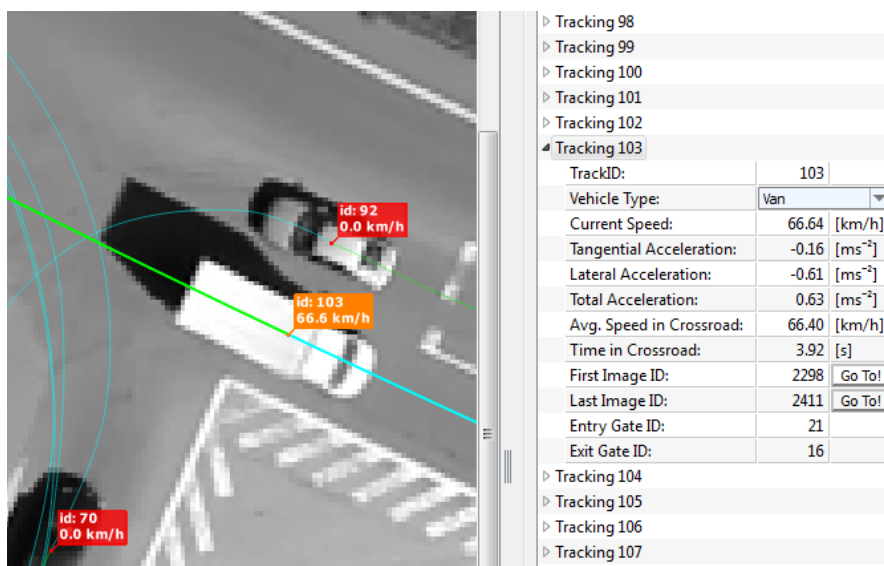 id: 92
0.0 km/h
id: 103
66.6 km/h
id: 70
0.0 km/h
Tracking 98
Tracking 99
Tracking 100
Tracking 101
Tracking 102
Tracking 103
TrackID: 103
Vehicle Type: Van
Current Speed: 66.64 [km/h]
Tangential Acceleration: -0.16 [ms⁻²]
Lateral Acceleration: -0.61 [ms⁻²]
Total Acceleration: 0.63 [ms⁻²]
Avg. Speed in Crossroad: 66.40 [km/h]
Time in Crossroad: 3.92 [s]
First Image ID: 2298 Go To!
Last Image ID: 2411 Go To!
Entry Gate ID: 21
Exit Gate ID: 16
Tracking 104
Tracking 105
Tracking 106
Tracking 107